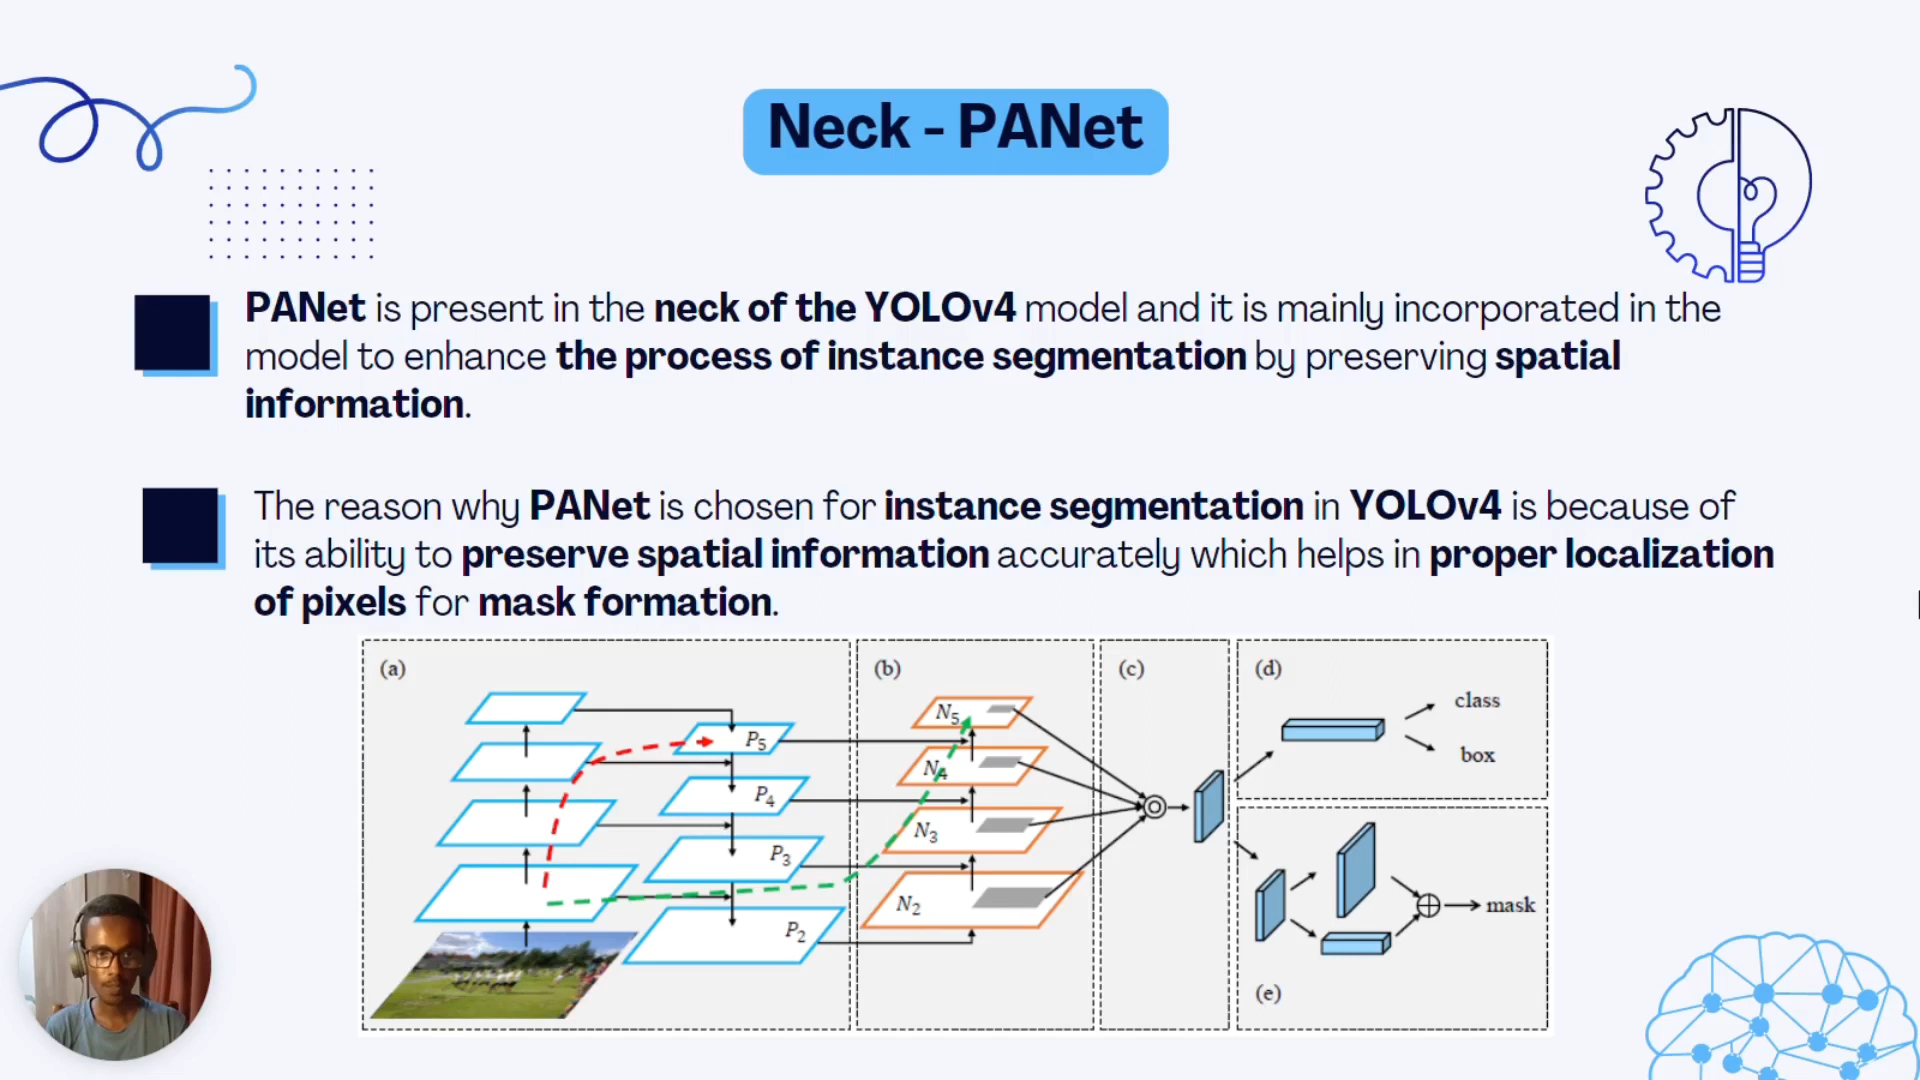 Neck - PANet
PANet is present in the neck of the YOLOv4 model and it is mainly incorporated in the
model to enhance the process of instance segmentation by preserving spatial
information.
The reason why PANet is chosen for instance segmentation in YOLOv4 is because of
its ability to preserve spatial information accurately which helps in proper localization
of pixels for mask formation.
(a)
P5
P4
P3
P2
(b)
N5
N4
N3
N2
(c)
(d)
class
box
mask
(e)